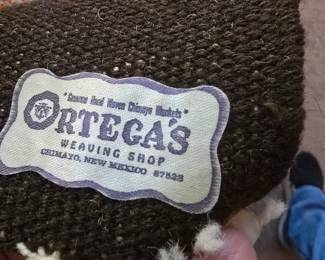 "Genuine Hand Woven Chimayo Blankets"
ORTEGA'S
WEAVING SHOP
CHIMAYO, NEW MEXICO 87522